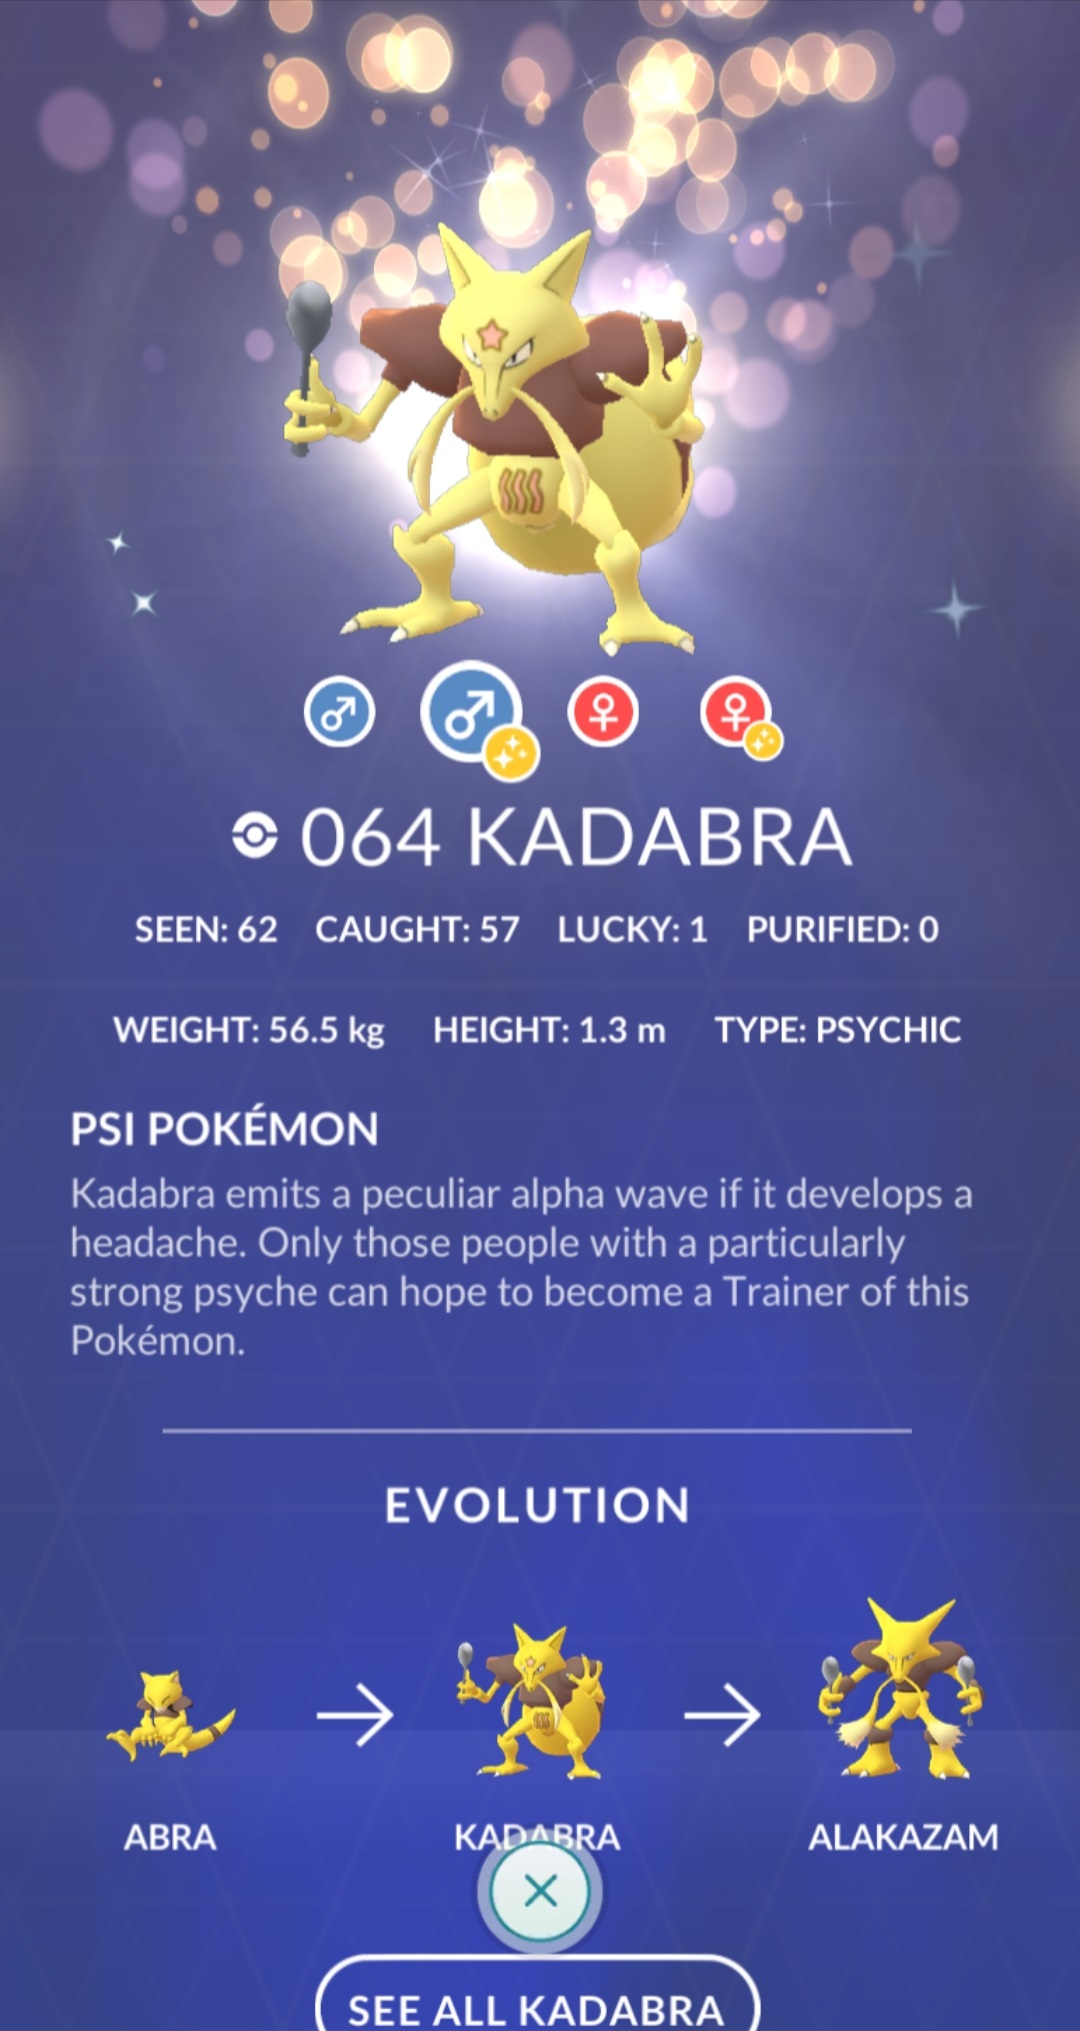 064 KADABRA
SEEN: 62 CAUGHT: 57 LUCKY: 1 PURIFIED: 0
WEIGHT: 56.5 kg HEIGHT: 1.3 m TYPE: PSYCHIC
PSI POKÉMON
Kadabra emits a peculiar alpha wave if it develops a
headache. Only those people with a particularly
strong psyche can hope to become a Trainer of this
Pokémon.
EVOLUTION
ABRA KADABRA ALAKAZAM
SEE ALL KADABRA